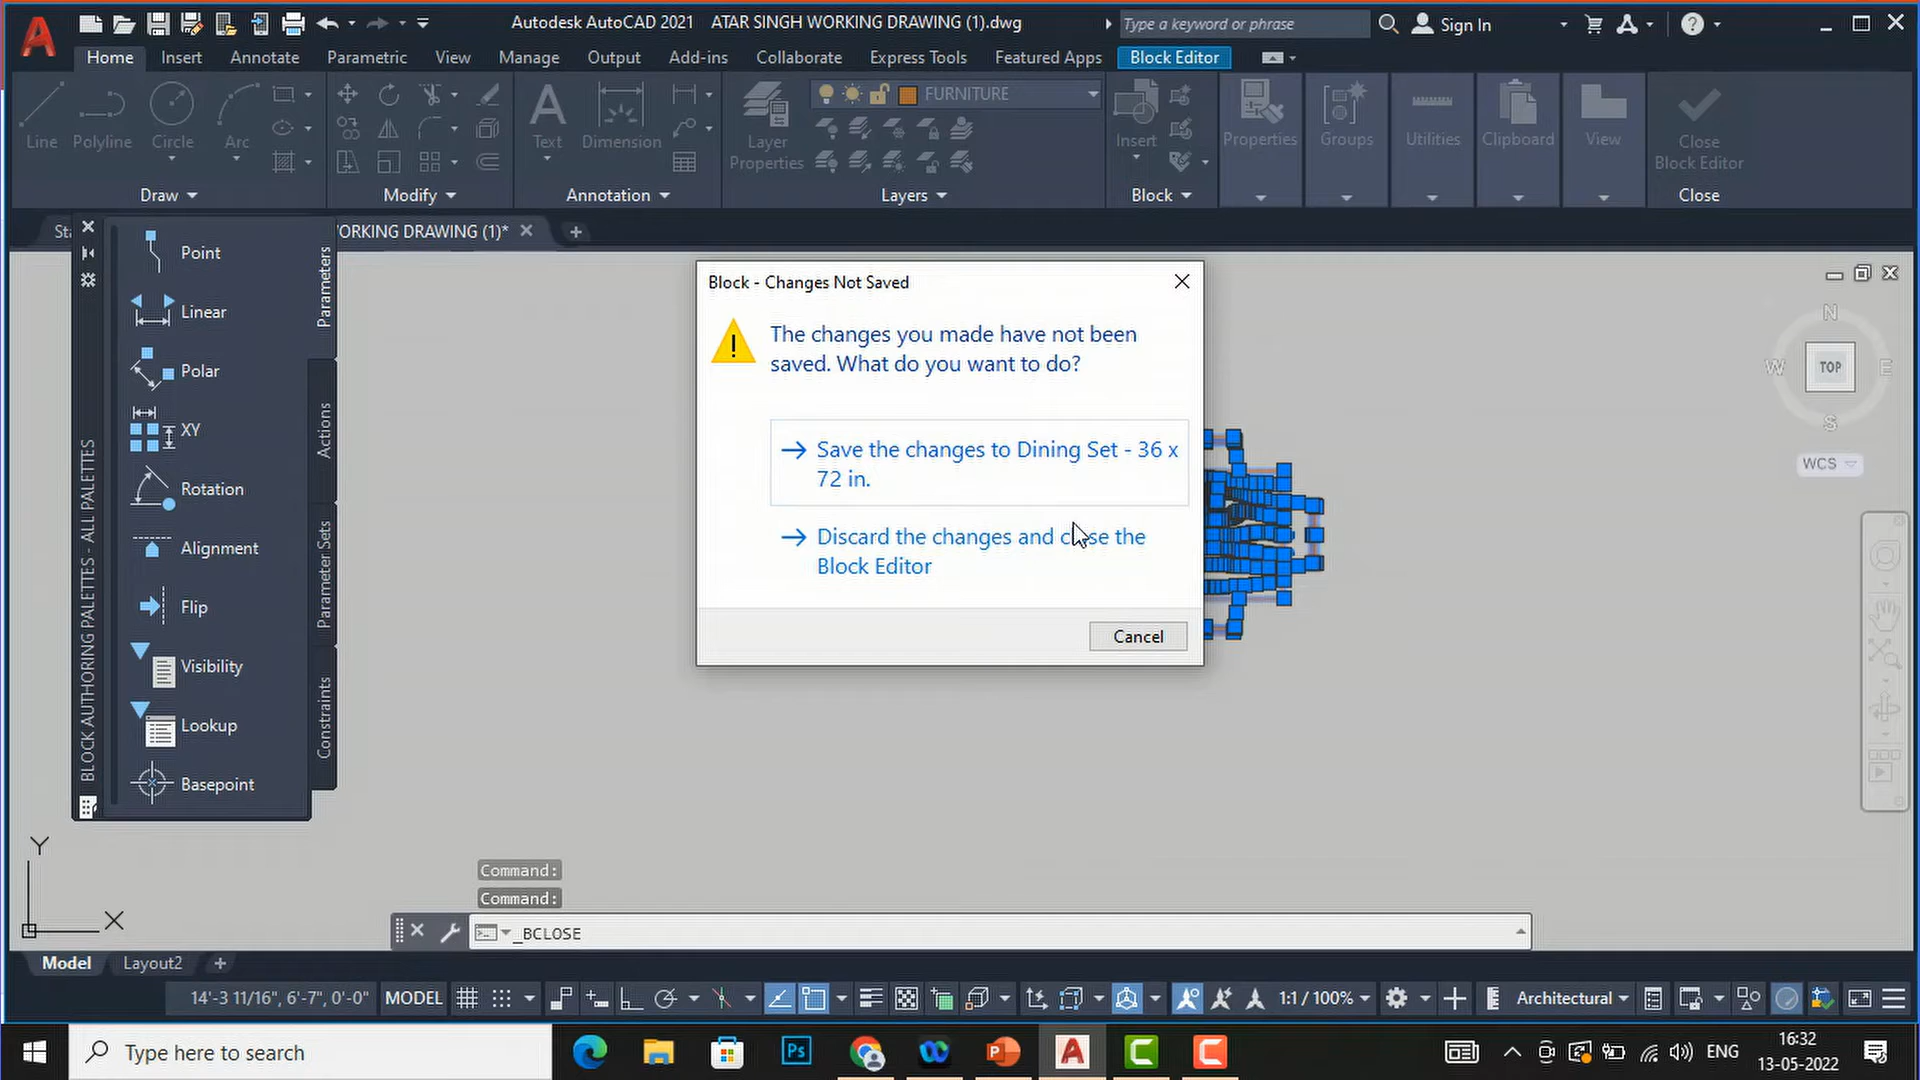 Autodesk AutoCAD 2021 ATAR SINGH WORKING DRAWING (1).dwg
Type a keyword or phrase
Sign In
Home Insert Annotate Parametric View Manage Output Add-ins Collaborate Express Tools Featured Apps Block Editor
FURNITURE
Line Polyline Circle Arc
Text Dimension
Layer
Properties
Insert
Properties Groups Utilities Clipboard View
Close
Block Editor
Draw Modify Annotation Layers Block Close
ORKING DRAWING (1)*
Point
Linear
Polar
XY
Rotation
Alignment
Flip
Visibility
Lookup
Basepoint
Parameters
Actions
Parameter Sets
Constraints
BLOCK AUTHORING PALETTES - ALL PALETTES
Block - Changes Not Saved
The changes you made have not been
saved. What do you want to do?
Save the changes to Dining Set - 36 x
72 in.
Discard the changes and close the
Block Editor
Cancel
N
W TOP E
S
WCS
Y
X
Command:
Command:
_BCLOSE
Model Layout2
14'-3 11/16", 6'-7", 0'-0" MODEL
1:1 / 100%
Architectural
Type here to search
Ps
ENG
16:32
13-05-2022